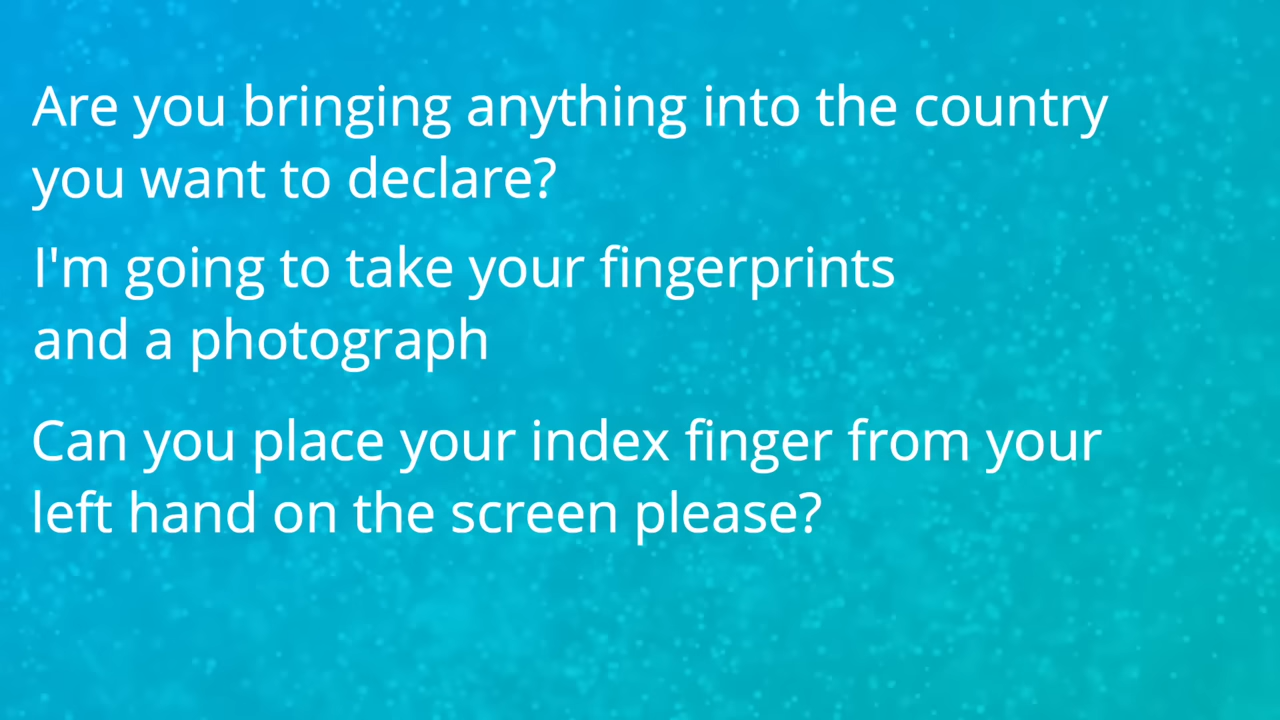 Are you bringing anything into the country
you want to declare?
I'm going to take your fingerprints
and a photograph
Can you place your index finger from your
left hand on the screen please?